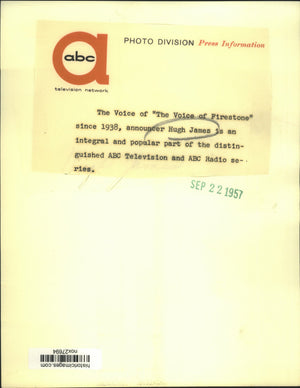 abc
television network
PHOTO DIVISION Press Information
The Voice of "The Voice of Firestone"
since 1938, announcer Hugh James is an
integral and popular part of the distin-
guished ABC Television and ABC Radio se-
ries.
SEP 22 1957
historicimages.com
nox27694